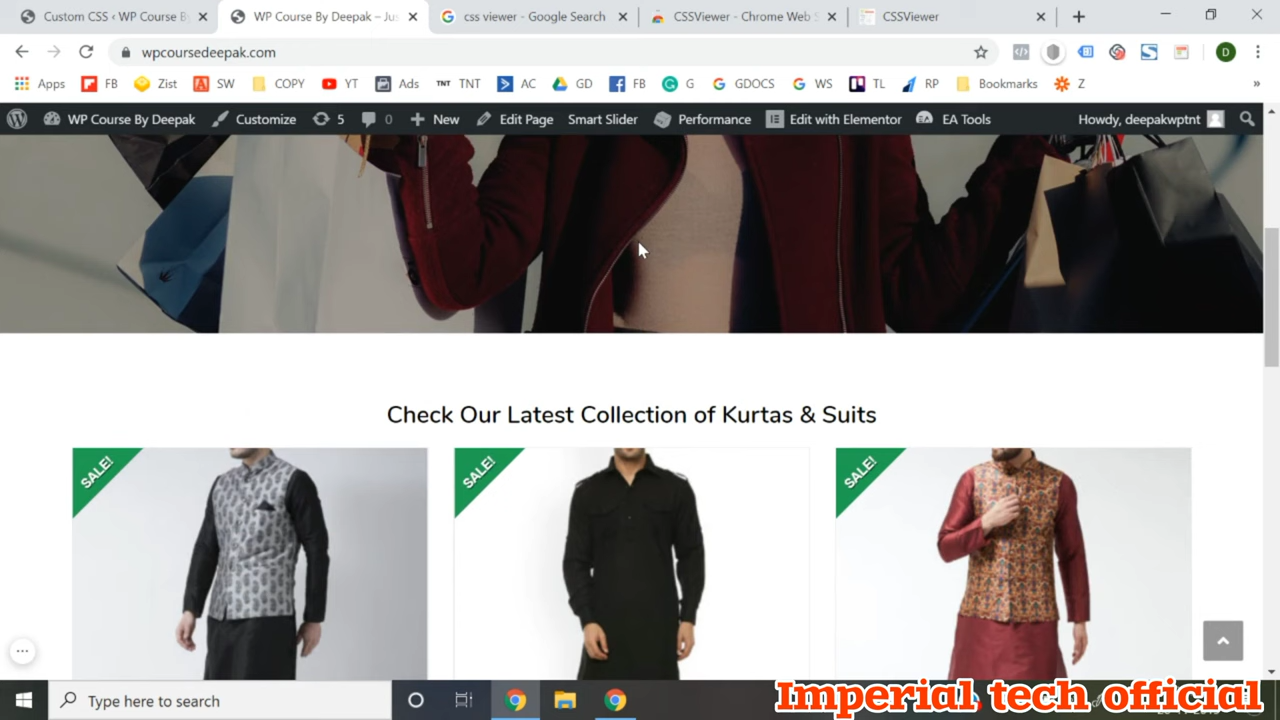 Custom CSS ‹ WP Course B
WP Course By Deepak – Jus
css viewer - Google Search
CSSViewer - Chrome Web S
CSSViewer
wpcoursedeepak.com
D
Apps
FB
Zist
SW
COPY
YT
Ads
TNT
TNT
AC
GD
FB
G
GDOCS
WS
TL
RP
Bookmarks
Z
»
WP Course By Deepak
Customize
5
0
New
Edit Page
Smart Slider
Performance
Edit with Elementor
EA Tools
Howdy, deepakwptnt
Check Our Latest Collection of Kurtas & Suits
SALE!
SALE!
SALE!
Type here to search
Imperial tech official